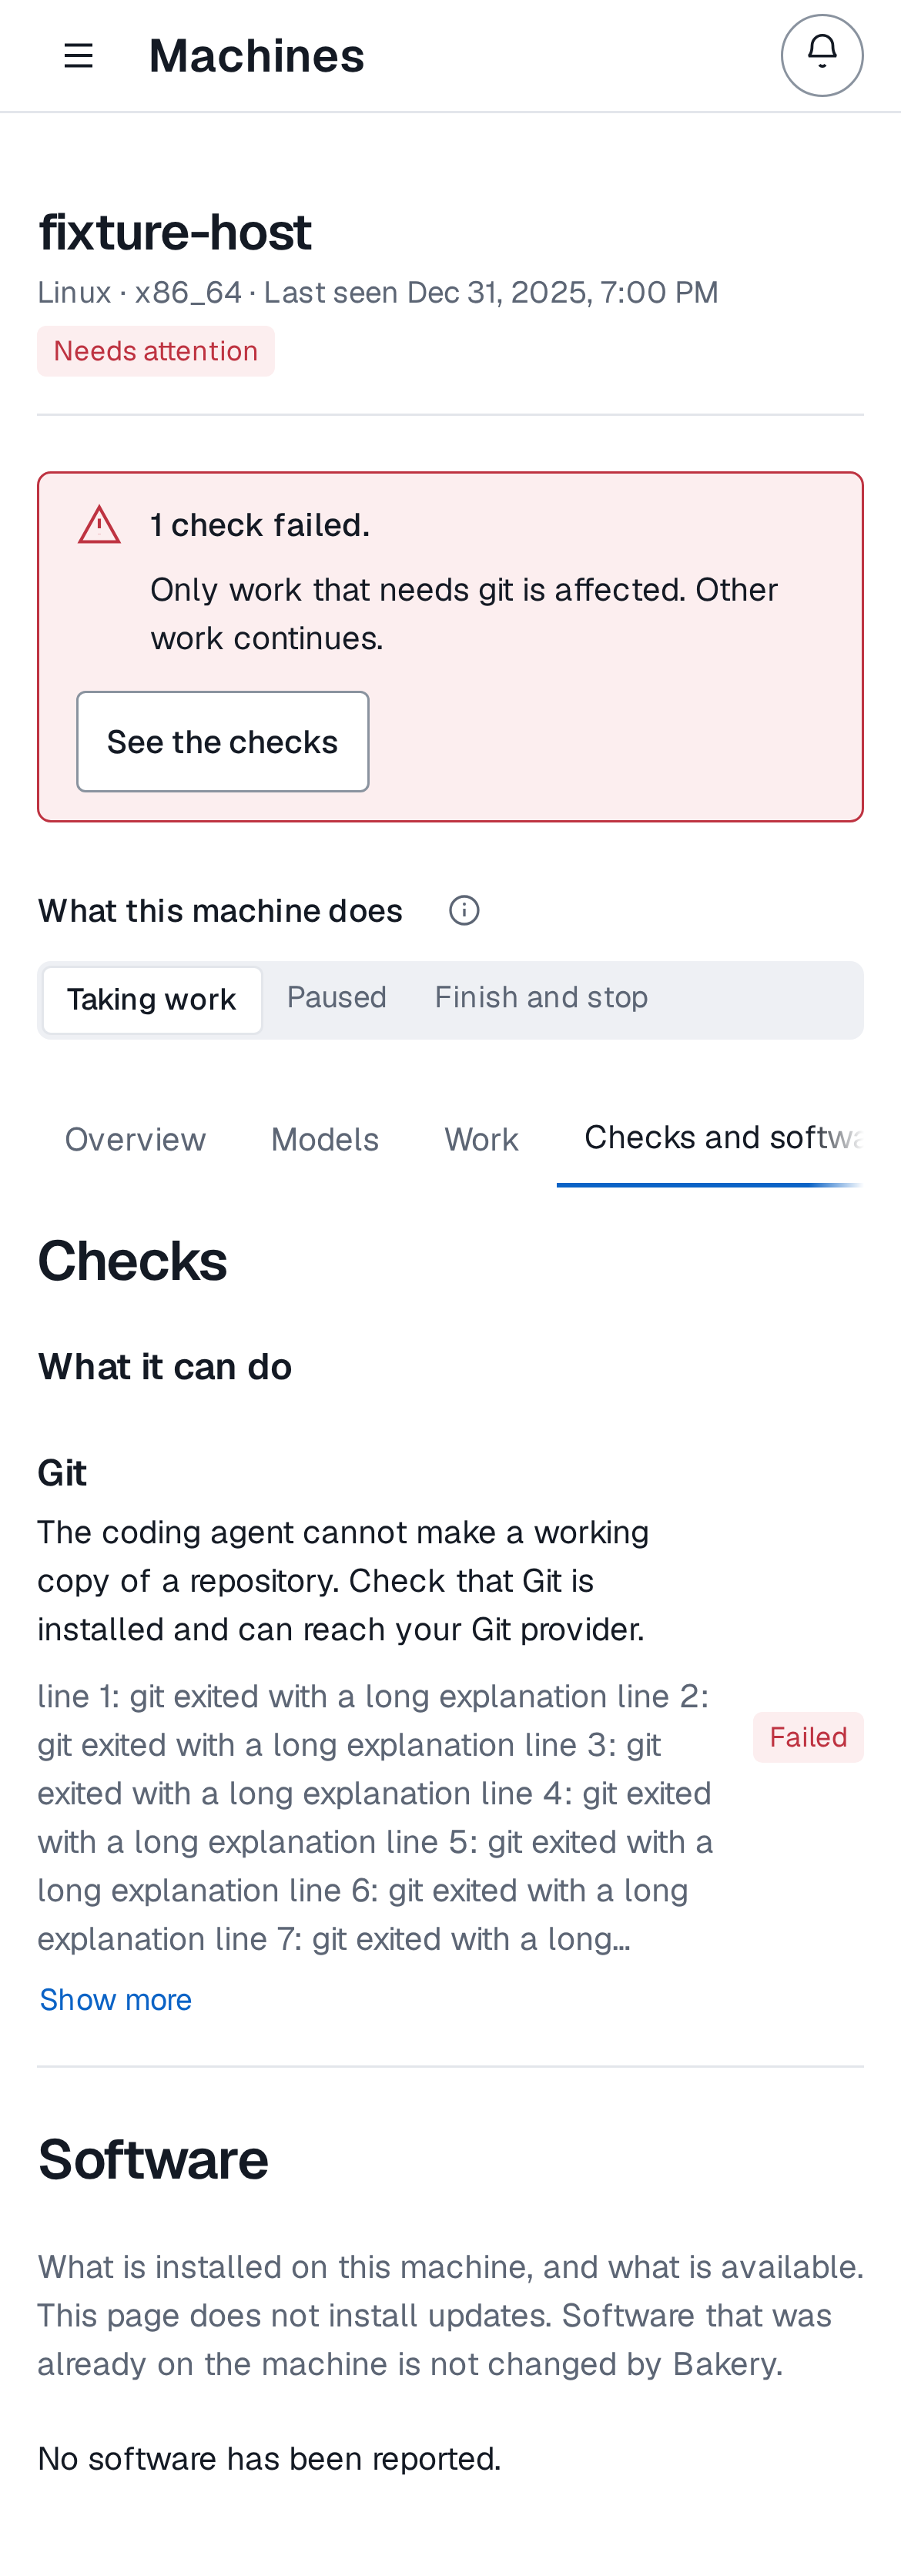 Machines
fixture-host
Linux · x86_64 · Last seen Dec 31, 2025, 7:00 PM
Needs attention
1 check failed.
Only work that needs git is affected. Other
work continues.
See the checks
What this machine does
Taking work Paused Finish and stop
Overview Models Work Checks and softwa
Checks
What it can do
Git
The coding agent cannot make a working
copy of a repository. Check that Git is
installed and can reach your Git provider.
line 1: git exited with a long explanation line 2:
git exited with a long explanation line 3: git
exited with a long explanation line 4: git exited
with a long explanation line 5: git exited with a
long explanation line 6: git exited with a long
explanation line 7: git exited with a long…
Failed
Show more
Software
What is installed on this machine, and what is available.
This page does not install updates. Software that was
already on the machine is not changed by Bakery.
No software has been reported.